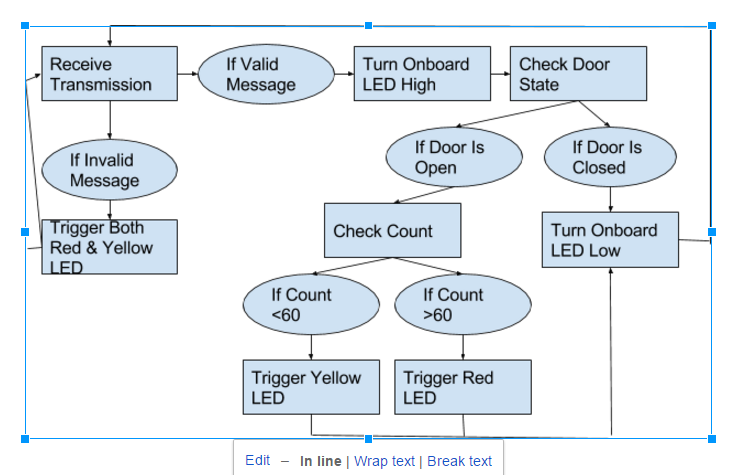 Receive
Transmission
If Valid
Message
Turn Onboard
LED High
Check Door
State
If Invalid
Message
If Door Is
Open
If Door Is
Closed
Trigger Both
Red & Yellow
LED
Check Count
Turn Onboard
LED Low
If Count
<60
If Count
>60
Trigger Yellow
LED
Trigger Red
LED
Edit – In line | Wrap text | Break text